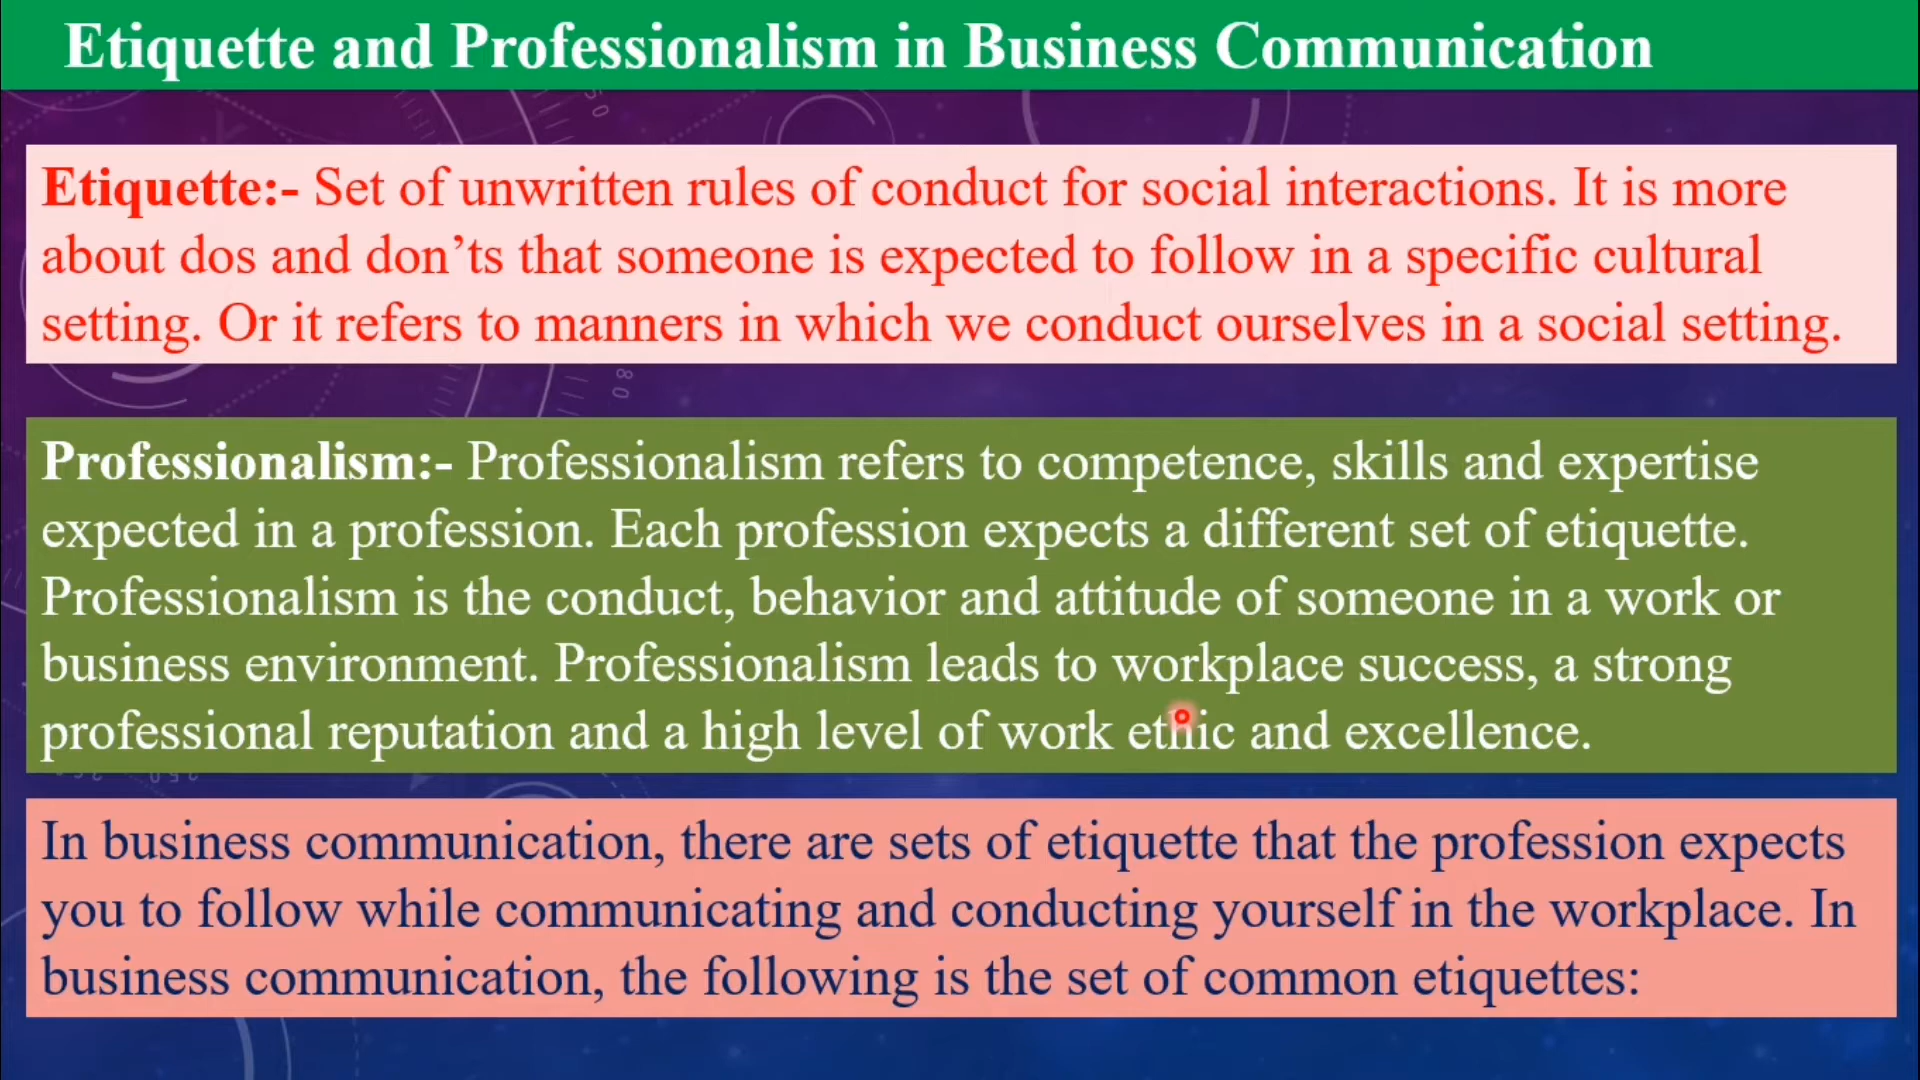 Etiquette and Professionalism in Business Communication
Etiquette:- Set of unwritten rules of conduct for social interactions. It is more
about dos and don’ts that someone is expected to follow in a specific cultural
setting. Or it refers to manners in which we conduct ourselves in a social setting.
Professionalism:- Professionalism refers to competence, skills and expertise
expected in a profession. Each profession expects a different set of etiquette.
Professionalism is the conduct, behavior and attitude of someone in a work or
business environment. Professionalism leads to workplace success, a strong
professional reputation and a high level of work ethic and excellence.
In business communication, there are sets of etiquette that the profession expects
you to follow while communicating and conducting yourself in the workplace. In
business communication, the following is the set of common etiquettes: